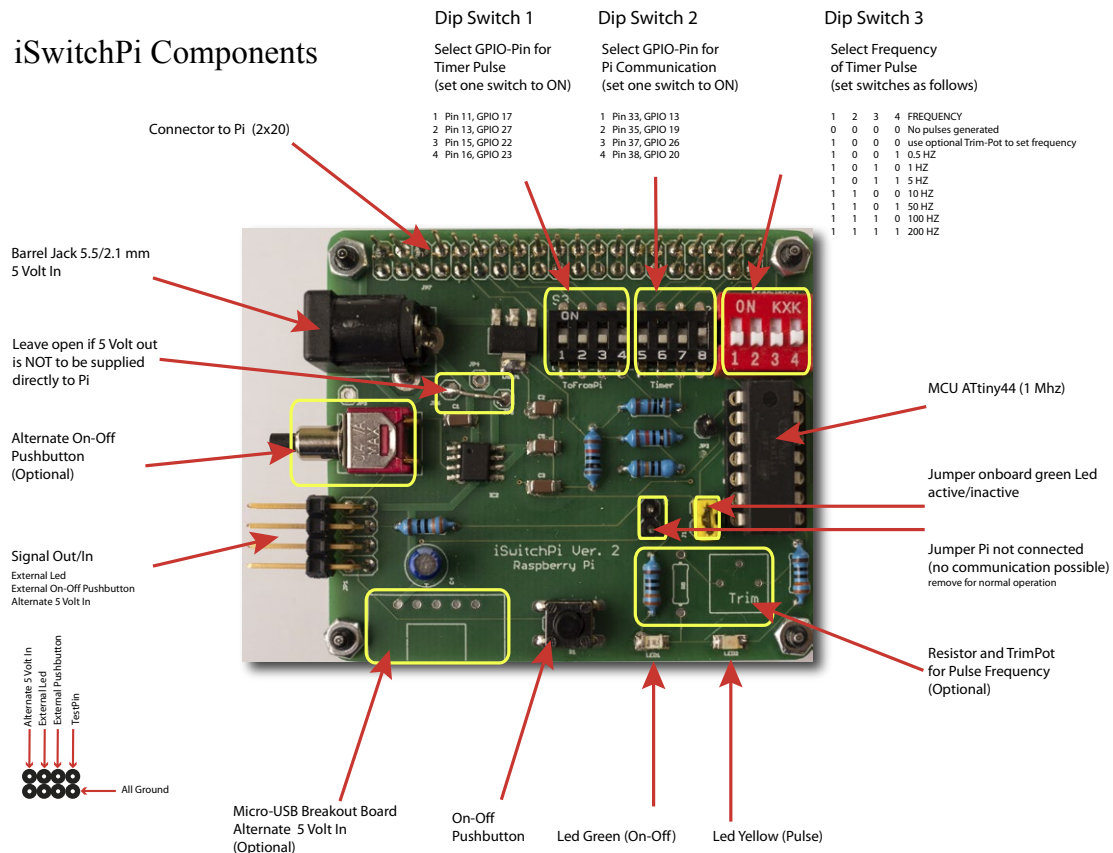 iSwitchPi Components
Dip Switch 1
Select GPIO-Pin for
Timer Pulse
(set one switch to ON)
1 Pin 11, GPIO 17
2 Pin 13, GPIO 27
3 Pin 15, GPIO 22
4 Pin 16, GPIO 23
Dip Switch 2
Select GPIO-Pin for
Pi Communication
(set one switch to ON)
1 Pin 33, GPIO 13
2 Pin 35, GPIO 19
3 Pin 37, GPIO 26
4 Pin 38, GPIO 20
Dip Switch 3
Select Frequency
of Timer Pulse
(set switches as follows)
1 2 3 4 FREQUENCY
0 0 0 0 No pulses generated
1 0 0 0 use optional Trim-Pot to set frequency
1 0 0 1 0.5 HZ
1 0 1 0 1 HZ
1 0 1 1 5 HZ
1 1 0 0 10 HZ
1 1 0 1 50 HZ
1 1 1 0 100 HZ
1 1 1 1 200 HZ
Connector to Pi (2x20)
Barrel Jack 5.5/2.1 mm
5 Volt In
Leave open if 5 Volt out
is NOT to be supplied
directly to Pi
Alternate On-Off
Pushbutton
(Optional)
Signal Out/In
External Led
External On-Off Pushbutton
Alternate 5 Volt In
ON
1 2 3 4
ToFromPi
5 6 7 8
Timer
ON KXK
1 2 3 4
MAX
iSwitchPi Ver. 2
Raspberry Pi
Trim
LED1
MCU ATtiny44 (1 Mhz)
Jumper onboard green Led
active/inactive
Jumper Pi not connected
(no communication possible)
remove for normal operation
Resistor and TrimPot
for Pulse Frequency
(Optional)
Alternate 5 Volt In
External Led
External Pushbutton
TestPin
All Ground
Micro-USB Breakout Board
Alternate 5 Volt In
(Optional)
On-Off
Pushbutton
Led Green (On-Off)
Led Yellow (Pulse)